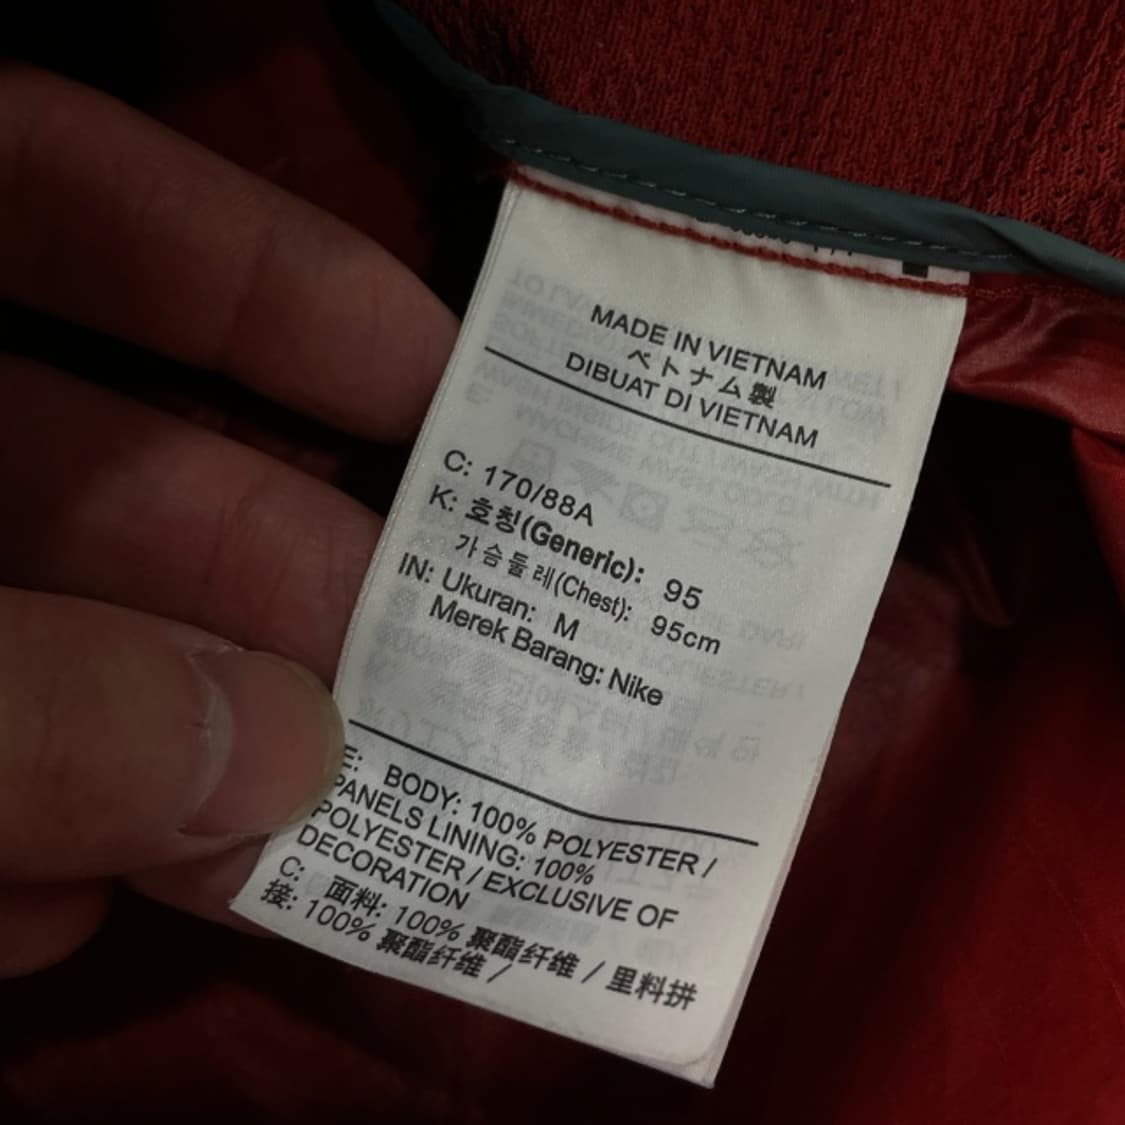 MADE IN VIETNAM
ベトナム製
DIBUAT DI VIETNAM
C: 170/88A
K: 호칭(Generic): 95
가슴둘레(Chest): 95cm
IN: Ukuran: M
Merek Barang: Nike
E: BODY: 100% POLYESTER /
PANELS LINING: 100%
POLYESTER / EXCLUSIVE OF
DECORATION
C: 面料: 100% 聚酯纤维 / 里料拼
接: 100% 聚酯纤维 /